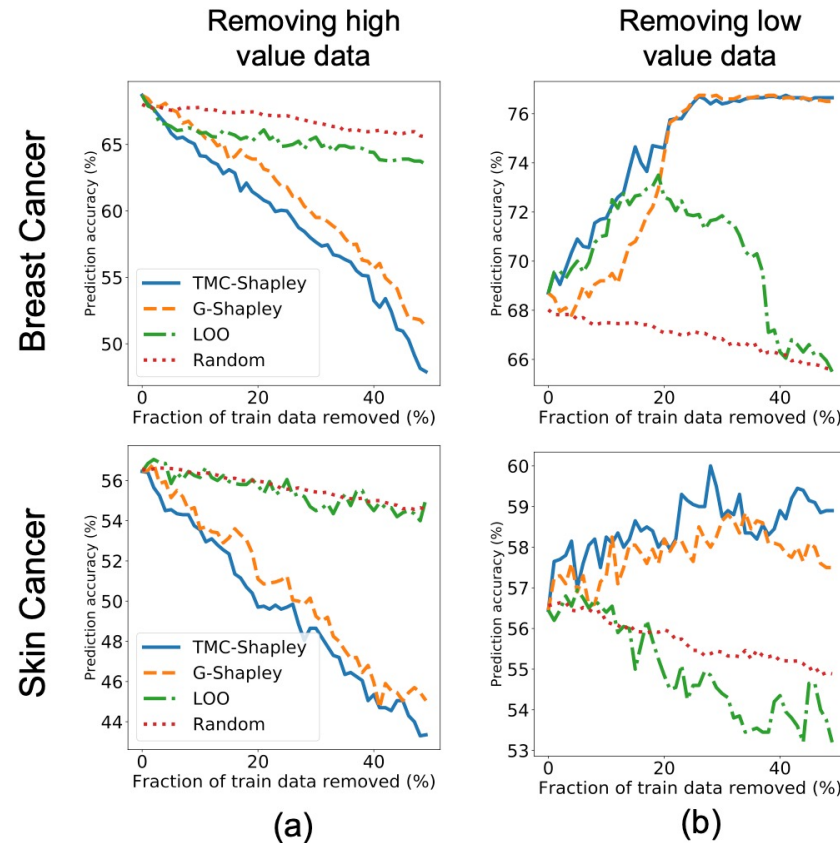 Removing high
value data
Removing low
value data
Breast Cancer
Prediction accuracy (%)
65
60
55
50
TMC-Shapley
G-Shapley
LOO
Random
0
20
40
Fraction of train data removed (%)
Prediction accuracy (%)
76
74
72
70
68
66
0
20
40
Fraction of train data removed (%)
Skin Cancer
Prediction accuracy (%)
56
54
52
50
48
46
44
TMC-Shapley
G-Shapley
LOO
Random
0
20
40
Fraction of train data removed (%)
Prediction accuracy (%)
60
59
58
57
56
55
54
53
0
20
40
Fraction of train data removed (%)
(a)
(b)